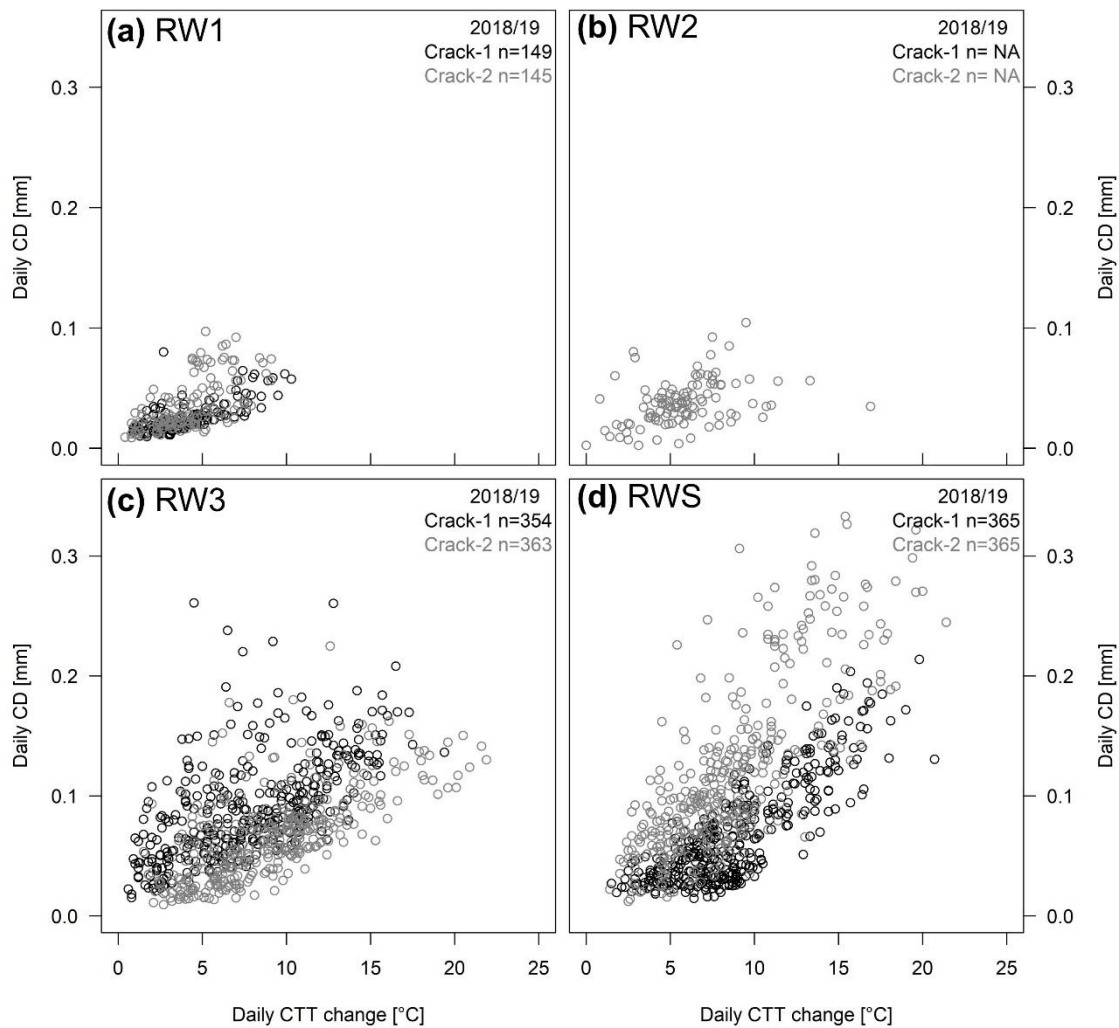 (a) RW1
2018/19
Crack-1 n=149
Crack-2 n=145
(b) RW2
2018/19
Crack-1 n= NA
Crack-2 n= NA
0.3
0.2
0.1
0.0
Daily CD [mm]
0.3
0.2
0.1
0.0
Daily CD [mm]
(c) RW3
2018/19
Crack-1 n=354
Crack-2 n=363
(d) RWS
2018/19
Crack-1 n=365
Crack-2 n=365
0.3
0.2
0.1
0.0
Daily CD [mm]
0.3
0.2
0.1
0.0
Daily CD [mm]
0 5 10 15 20 25
0 5 10 15 20 25
Daily CTT change [°C]
Daily CTT change [°C]